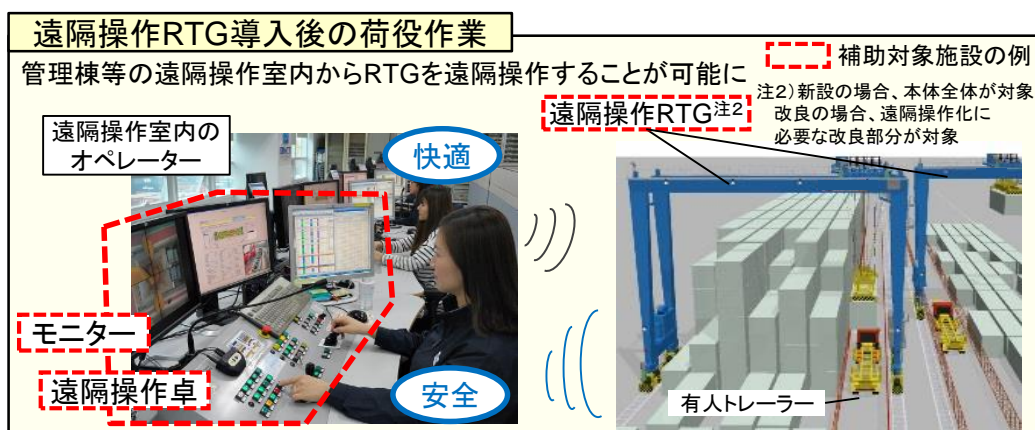 遠隔操作RTG導入後の荷役作業
管理棟等の遠隔操作室内からRTGを遠隔操作することが可能に
補助対象施設の例
注2)新設の場合、本体全体が対象
改良の場合、遠隔操作化に
必要な改良部分が対象
遠隔操作RTG注2
遠隔操作室内の
オペレーター
快適
モニター
遠隔操作卓
安全
有人トレーラー